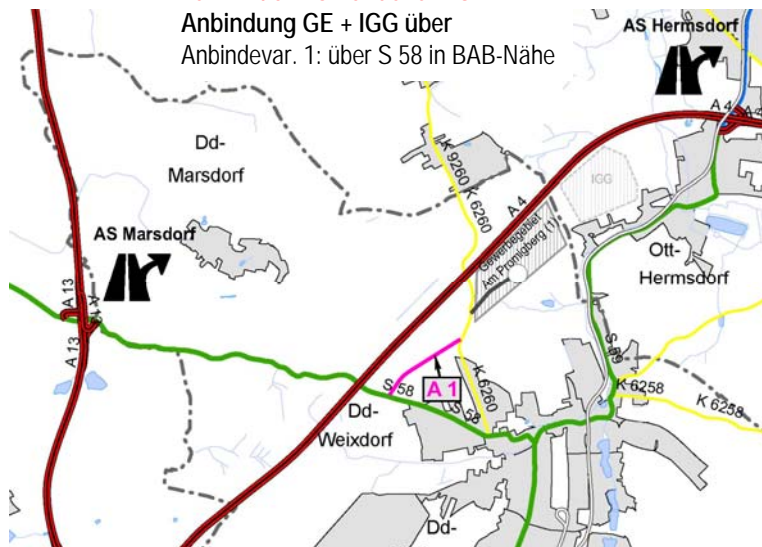 Anbindung GE + IGG über
Anbindevar. 1: über S 58 in BAB-Nähe
AS Hermsdorf
A 4
A 4
Dd-
Marsdorf
K 9260
K 6260
A 4
IGG
Gewerbegebiet
Am Promigberg (1)
AS Marsdorf
Ott-
Hermsdorf
A 13
A 13
A 13
S 59
S 58
A 1
K 6260
S 58
K 6258
K 6258
Dd-
Weixdorf
Dd-